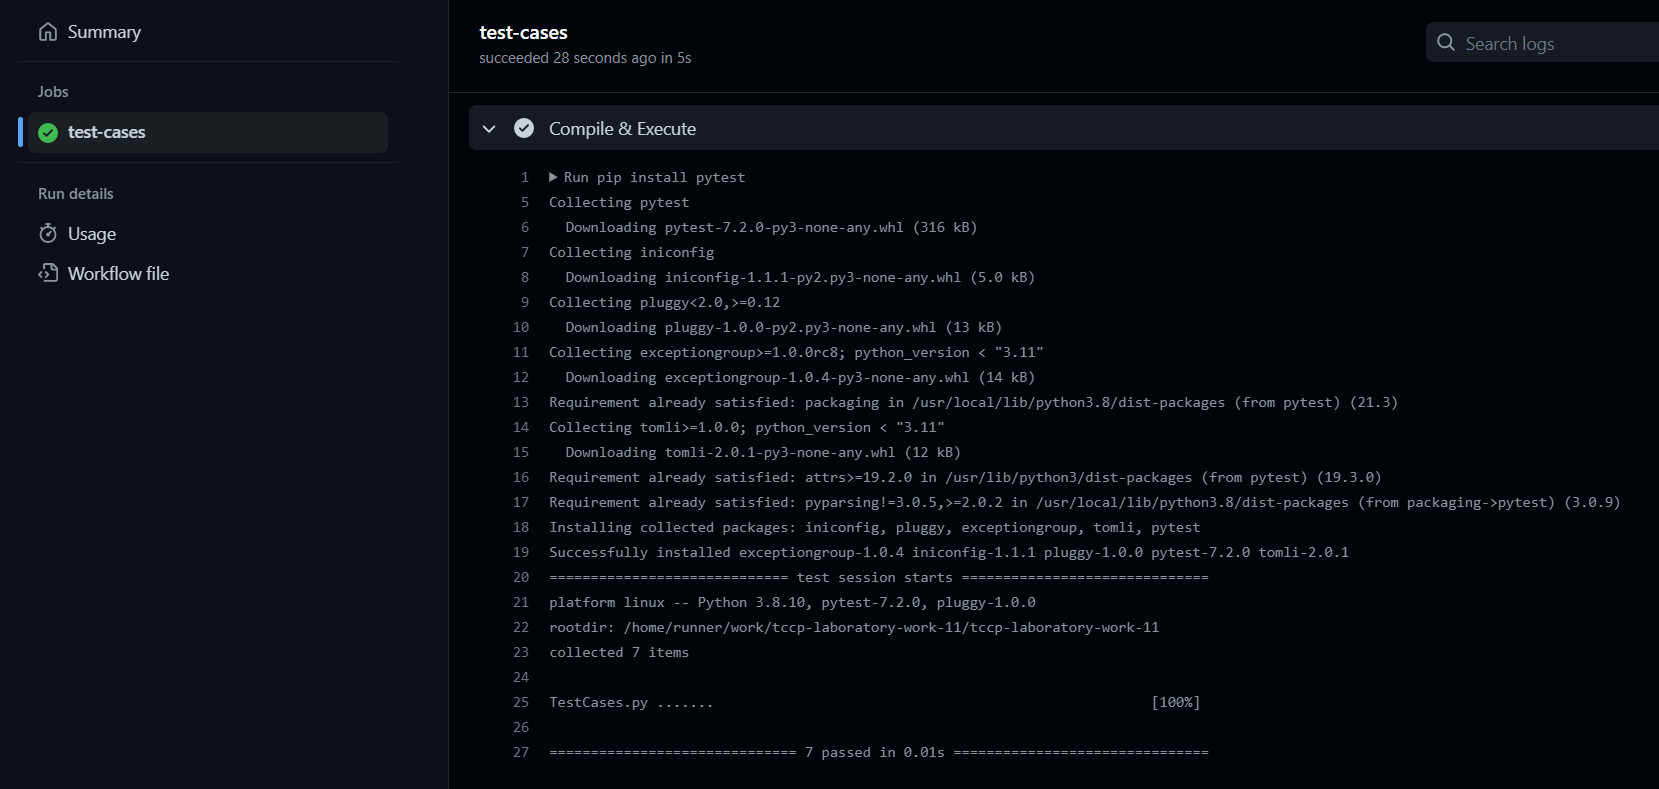 Summary
Jobs
test-cases
Run details
Usage
Workflow file
test-cases
succeeded 28 seconds ago in 5s
Search logs
Compile & Execute
1 Run pip install pytest
5 Collecting pytest
6 Downloading pytest-7.2.0-py3-none-any.whl (316 kB)
7 Collecting iniconfig
8 Downloading iniconfig-1.1.1-py2.py3-none-any.whl (5.0 kB)
9 Collecting pluggy<2.0,>=0.12
10 Downloading pluggy-1.0.0-py2.py3-none-any.whl (13 kB)
11 Collecting exceptiongroup>=1.0.0rc8; python_version < "3.11"
12 Downloading exceptiongroup-1.0.4-py3-none-any.whl (14 kB)
13 Requirement already satisfied: packaging in /usr/local/lib/python3.8/dist-packages (from pytest) (21.3)
14 Collecting tomli>=1.0.0; python_version < "3.11"
15 Downloading tomli-2.0.1-py3-none-any.whl (12 kB)
16 Requirement already satisfied: attrs>=19.2.0 in /usr/lib/python3/dist-packages (from pytest) (19.3.0)
17 Requirement already satisfied: pyparsing!=3.0.5,>=2.0.2 in /usr/local/lib/python3.8/dist-packages (from packaging->pytest) (3.0.9)
18 Installing collected packages: iniconfig, pluggy, exceptiongroup, tomli, pytest
19 Successfully installed exceptiongroup-1.0.4 iniconfig-1.1.1 pluggy-1.0.0 pytest-7.2.0 tomli-2.0.1
20 ============================= test session starts ==============================
21 platform linux -- Python 3.8.10, pytest-7.2.0, pluggy-1.0.0
22 rootdir: /home/runner/work/tccp-laboratory-work-11/tccp-laboratory-work-11
23 collected 7 items
24
25 TestCases.py ....... [100%]
26
27 ============================== 7 passed in 0.01s ===============================